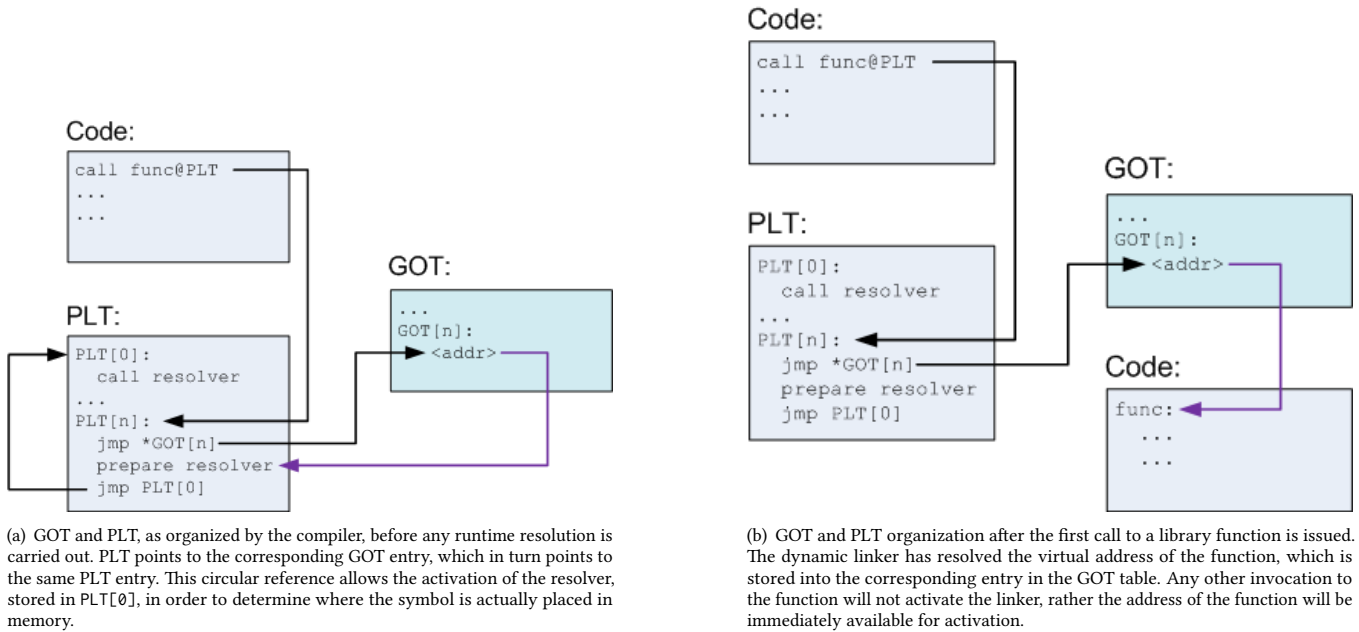 Code:
call func@PLT
...
...
PLT:
PLT[0]:
call resolver
...
PLT[n]:
jmp *GOT[n]
prepare resolver
jmp PLT[0]
GOT:
...
GOT[n]:
<addr>
(a) GOT and PLT, as organized by the compiler, before any runtime resolution is
carried out. PLT points to the corresponding GOT entry, which in turn points to
the same PLT entry. This circular reference allows the activation of the resolver,
stored in PLT[0], in order to determine where the symbol is actually placed in
memory.
Code:
call func@PLT
...
...
PLT:
PLT[0]:
call resolver
...
PLT[n]:
jmp *GOT[n]
prepare resolver
jmp PLT[0]
GOT:
...
GOT[n]:
<addr>
Code:
func:
...
...
(b) GOT and PLT organization after the first call to a library function is issued.
The dynamic linker has resolved the virtual address of the function, which is
stored into the corresponding entry in the GOT table. Any other invocation to
the function will not activate the linker, rather the address of the function will be
immediately available for activation.